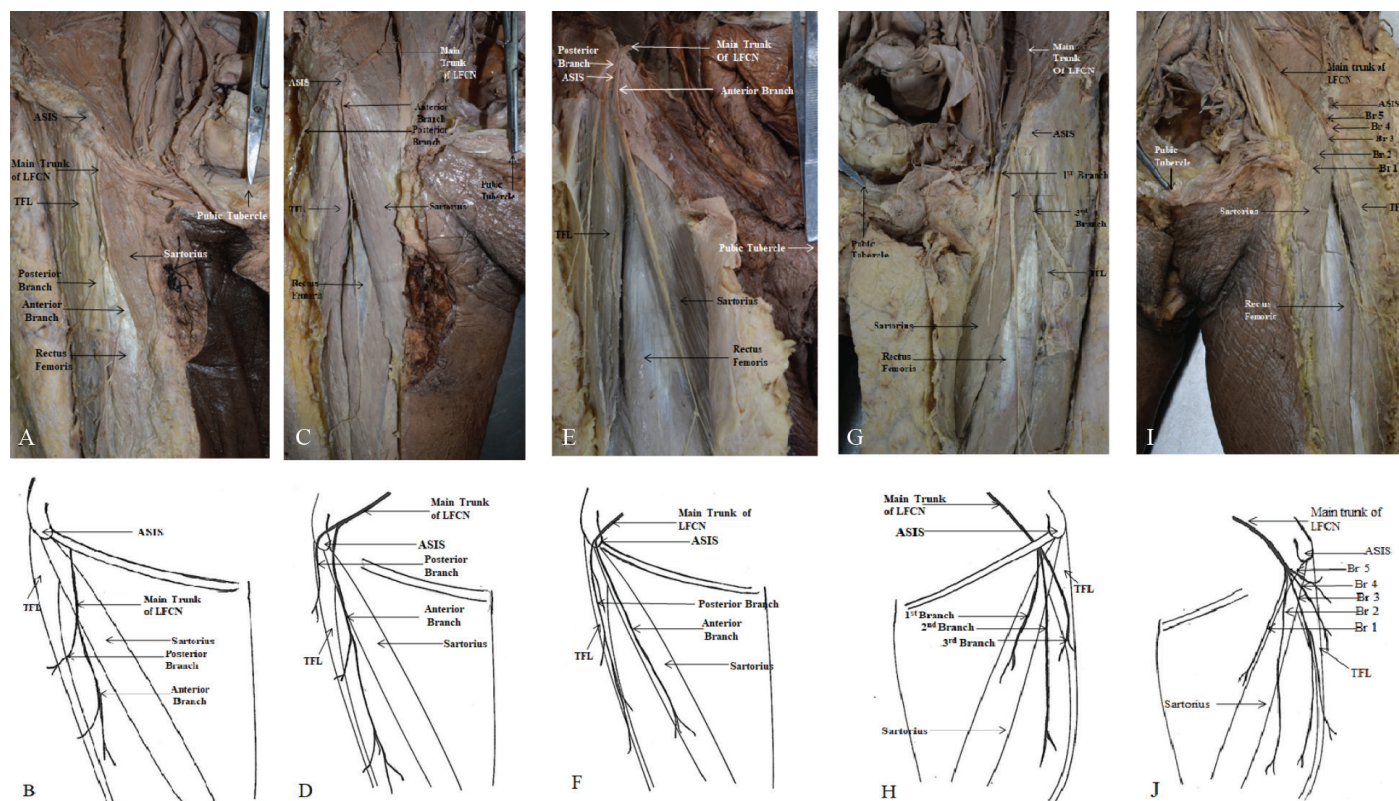 ASIS
Main Trunk
of LFCN
TFL
Pubic Tubercle
Sartorius
Posterior
Branch
Anterior
Branch
Rectus
Femoris
A
Main
Trunk
of LFCN
ASIS
Anterior
Branch
Posterior
Branch
Pubic
Tubercle
TFL
Sartorius
Rectus
Femoris
C
Posterior
Branch
ASIS
Main Trunk
Of LFCN
Anterior Branch
TFL
Pubic Tubercle
Sartorius
Rectus
Femoris
E
Main
Trunk
Of LFCN
ASIS
1st Branch
2nd
Branch
Pubic
Tubercle
TFL
Sartorius
Rectus
Femoris
G
Main trunk of
LFCN
ASIS
Br 5
Br 4
Br 3
Br 2
Br 1
Pubic
Tubercle
Sartorius
Rectus
Femoris
I
ASIS
TFL
Main Trunk
of LFCN
Sartorius
Posterior
Branch
Anterior
Branch
B
Main Trunk
of LFCN
ASIS
Posterior
Branch
Anterior
Branch
TFL
Sartorius
D
Main Trunk of
LFCN
ASIS
Posterior Branch
TFL
Anterior
Branch
Sartorius
F
Main Trunk
of LFCN
ASIS
TFL
1st Branch
2nd Branch
3rd Branch
Sartorius
H
Main trunk of
LFCN
ASIS
Br 5
Br 4
Br 3
Br 2
Br 1
TFL
Sartorius
J